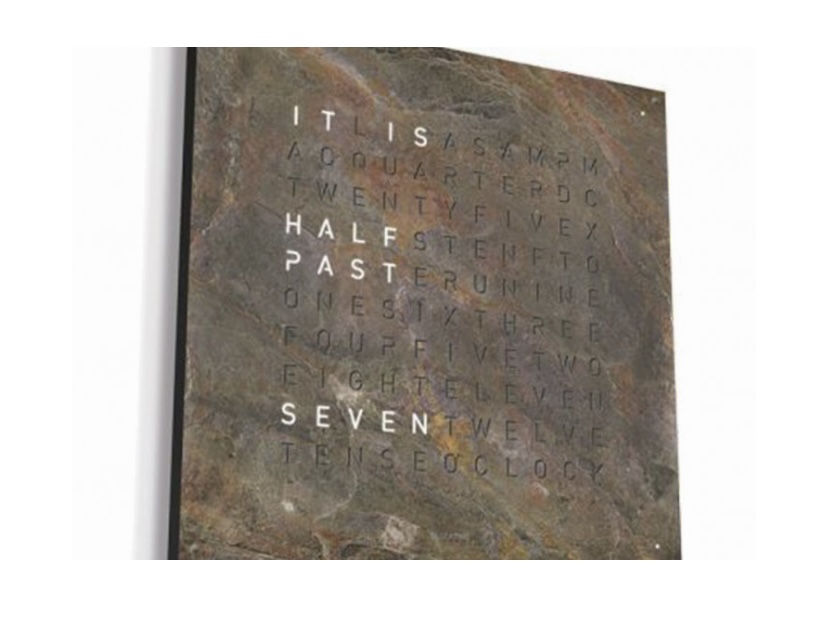 ITLISASAMPM
ACQUARTERDC
TWENTYFIVEX
HALFSTENFTO
PASTERUNINE
ONESIXTHREE
FOURFIVETWO
EIGHTELEVEN
SEVENTWELVE
TENSEOCLOCK